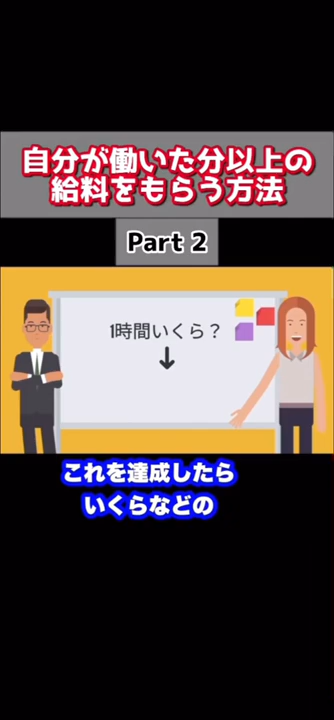 自分が働いた分以上の
給料をもらう方法
Part 2
1時間いくら？
↓
これを達成したら
いくらなどの